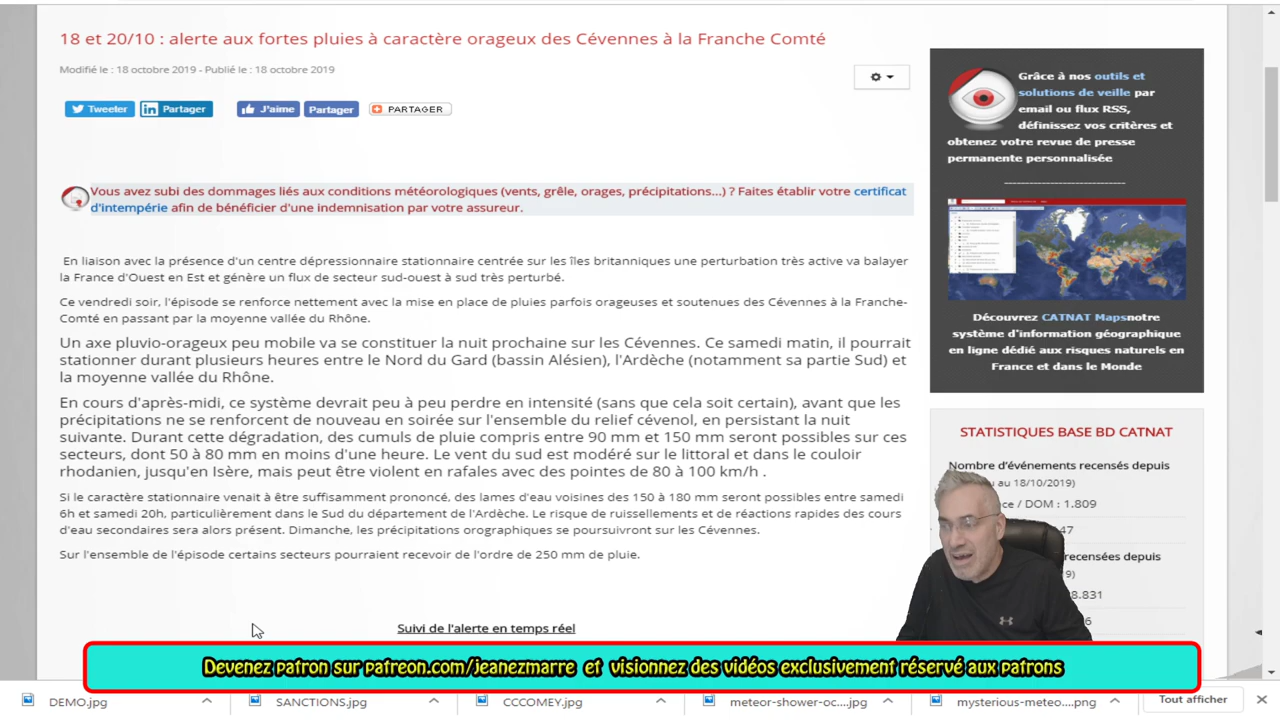 18 et 20/10 : alerte aux fortes pluies à caractère orageux des Cévennes à la Franche Comté
Modifié le : 18 octobre 2019 - Publié le : 18 octobre 2019
Tweeter
Partager
J'aime
Partager
PARTAGER
Vous avez subi des dommages liés aux conditions météorologiques (vents, grêle, orages, précipitations...) ? Faites établir votre certificat
d'intempérie afin de bénéficier d'une indemnisation par votre assureur.
En liaison avec la présence d'un système dépressionnaire stationnaire centrée sur les îles britanniques une perturbation très active va balayer
la France d'Ouest en Est et génère un flux de secteur sud-ouest à sud très perturbé.
Ce vendredi soir, l'épisode se renforce nettement avec la mise en place de pluies parfois orageuses et soutenues des Cévennes à la Franche-
Comté en passant par la moyenne vallée du Rhône.
Un axe pluvio-orageux peu mobile va se constituer la nuit prochaine sur les Cévennes. Ce samedi matin, il pourrait
stationner durant plusieurs heures entre le Nord du Gard (bassin Alésien), l'Ardèche (notamment sa partie Sud) et
la moyenne vallée du Rhône.
En cours d'après-midi, ce système devrait peu à peu perdre en intensité (sans que cela soit certain), avant que les
précipitations ne se renforcent de nouveau en soirée sur l'ensemble du relief cévenol, en persistant la nuit
suivante. Durant cette dégradation, des cumuls de pluie compris entre 90 mm et 150 mm seront possibles sur ces
secteurs, dont 50 à 80 mm en moins d'une heure. Le vent du sud est modéré sur le littoral et dans le couloir
rhodanien, jusqu'en Isère, mais peut être violent en rafales avec des pointes de 80 à 100 km/h .
Si le caractère stationnaire venait à être suffisamment prononcé, des lames d'eau voisines des 150 à 180 mm seront possibles entre samedi
6h et samedi 20h, particulièrement dans le Sud du département de l'Ardèche. Le risque de ruissellements et de réactions rapides des cours
d'eau secondaires sera alors présent. Dimanche, les précipitations orographiques se poursuivront sur les Cévennes.
Sur l'ensemble de l'épisode certains secteurs pourraient recevoir de l'ordre de 250 mm de pluie.
Suivi de l'alerte en temps réel
Grâce à nos outils et
solutions de veille par
email ou flux RSS,
définissez vos critères et
obtenez votre revue de presse
permanente personnalisée
------------------------------
Découvrez CATNAT Mapsnotre
système d'information géographique
en ligne dédié aux risques naturels en
France et dans le Monde
STATISTIQUES BASE BD CATNAT
Nombre d'événements recensés depuis
au 18/10/2019)
/ DOM : 1.809
47
recensées depuis
9)
8.831
6
Devenez patron sur patreon.com/jeanezmarre et visionnez des vidéos exclusivement réservé aux patrons
DEMO.jpg
SANCTIONS.jpg
CCCOMEY.jpg
meteor-shower-oc....jpg
mysterious-meteo....png
Tout afficher